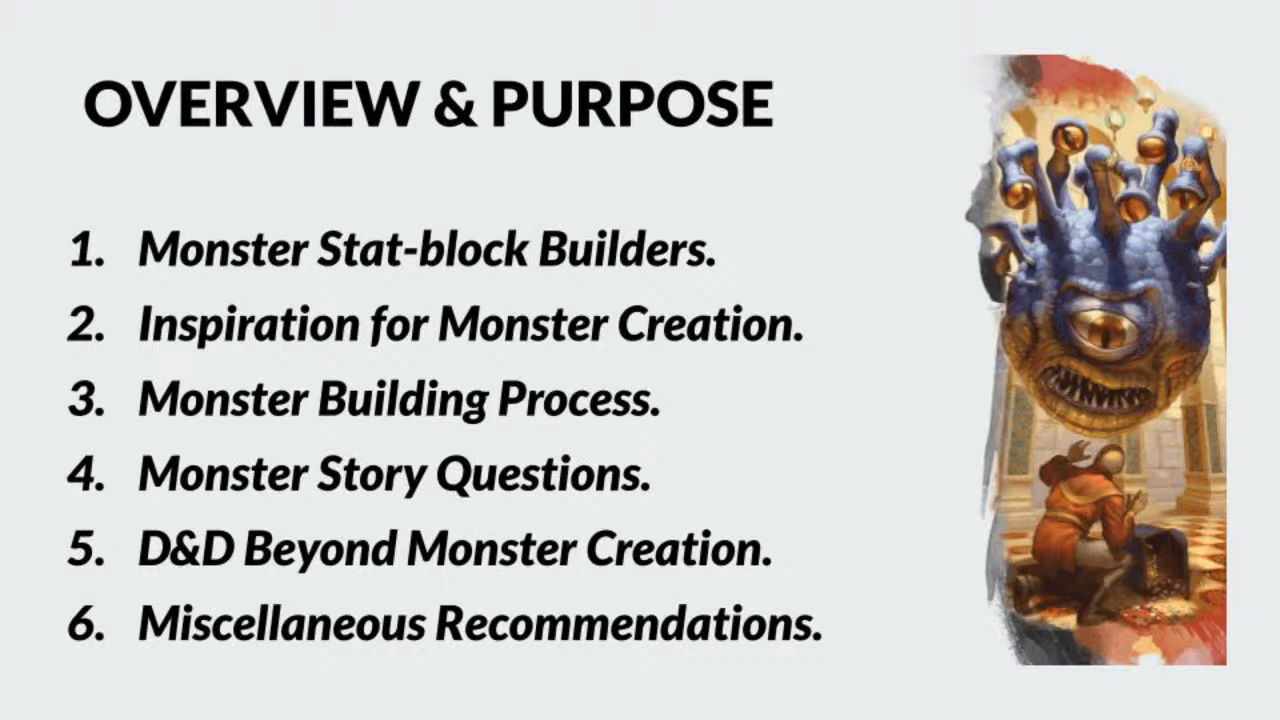 OVERVIEW & PURPOSE
1. Monster Stat-block Builders.
2. Inspiration for Monster Creation.
3. Monster Building Process.
4. Monster Story Questions.
5. D&D Beyond Monster Creation.
6. Miscellaneous Recommendations.